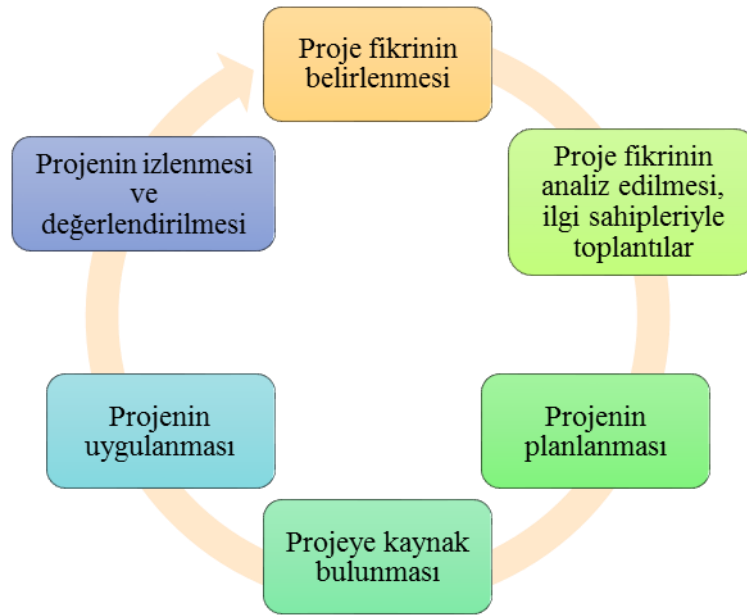 Proje fikrinin
belirlenmesi
Proje fikrinin
analiz edilmesi,
ilgi sahipleriyle
toplantılar
Projenin
planlanması
Projeye kaynak
bulunması
Projenin
uygulanması
Projenin izlenmesi
ve
değerlendirilmesi